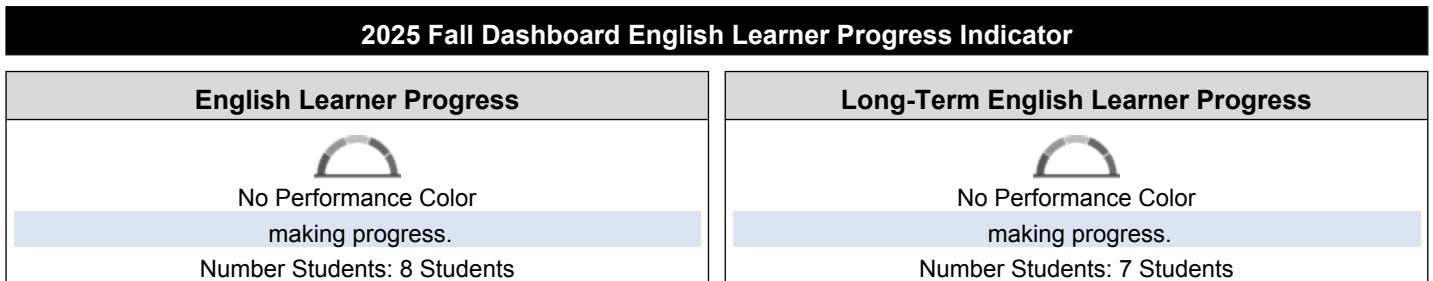 2025 Fall Dashboard English Learner Progress Indicator
English Learner Progress
No Performance Color
making progress.
Number Students: 8 Students
Long-Term English Learner Progress
No Performance Color
making progress.
Number Students: 7 Students